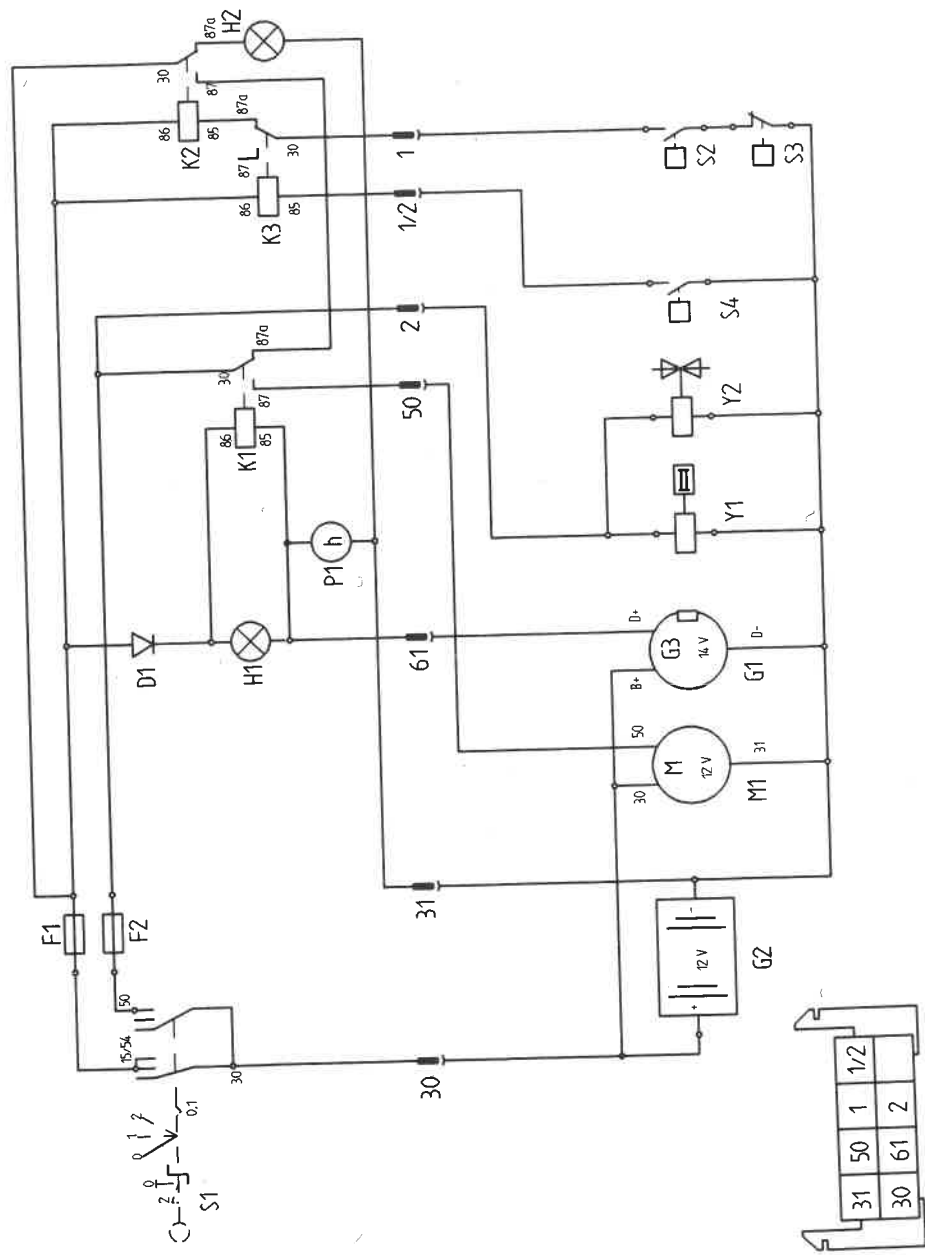 S1
2 0
0 1 2
0.1
30
15/54
50
F1
F2
30
31
G2
12 V
+
-
D1
H1
61
P1
h
K1
86
85
30
87
87a
50
2
K3
86
85
87
87a
30
1/2
K2
86
85
30
87
87a
H2
1
M
12 V
M1
30
50
31
G3
14 V
G1
B+
D+
D-
Y1
Y2
S4
S2
S3
31 50 1 1/2
30 61 2